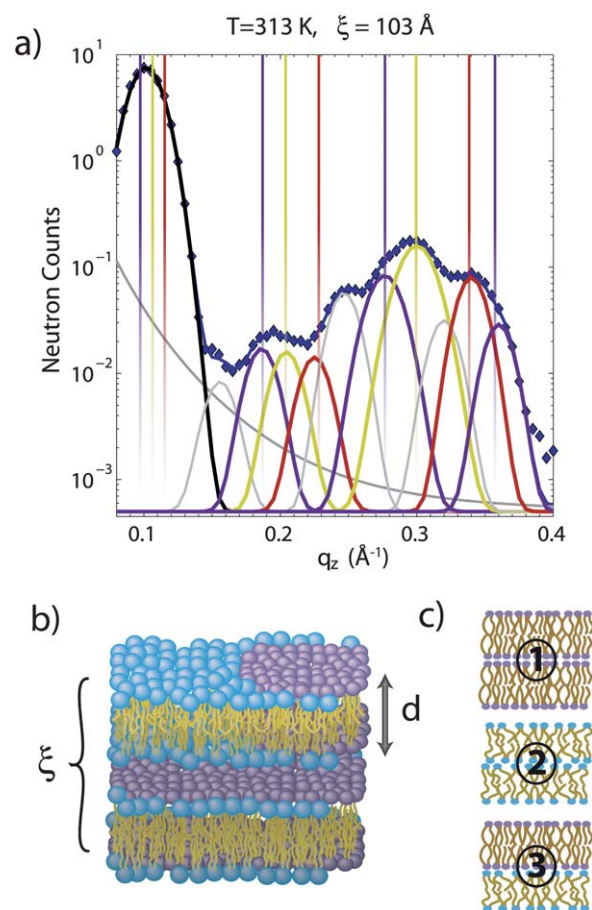 a)
T=313 K, ξ = 103 Å
Neutron Counts
10¹
10⁰
10⁻¹
10⁻²
10⁻³
0.1 0.2 0.3 0.4
q_z (Å⁻¹)
b)
ξ
d
c)
1
2
3